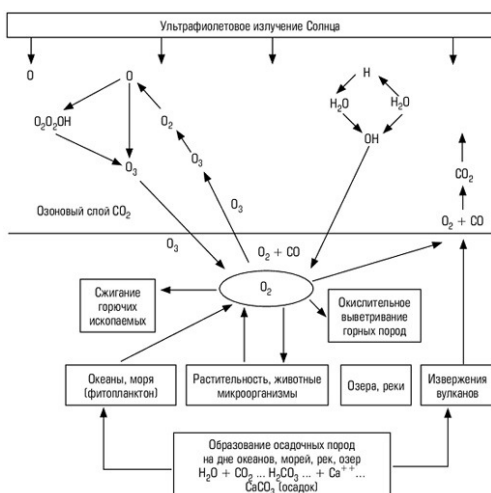 Ультрафиолетовое излучение Солнца
O
O
H
O₂O₂OH
O₂
H₂O
H₂O
OH
O₃
O₃
CO₂
O₃
Озоновый слой CO₂
O₂ + CO
O₃
O₂ + CO
O₂
Сжигание
горючих
ископаемых
Окислительное
выветривание
горных пород
Океаны, моря
(фитопланктон)
Растительность, животные
микроорганизмы
Озера, реки
Извержения
вулканов
Образование осадочных пород
на дне океанов, морей, рек, озер
H₂O + CO₂ ... H₂CO₃ ... + Ca⁺⁺...
CaCO₃ (осадок)